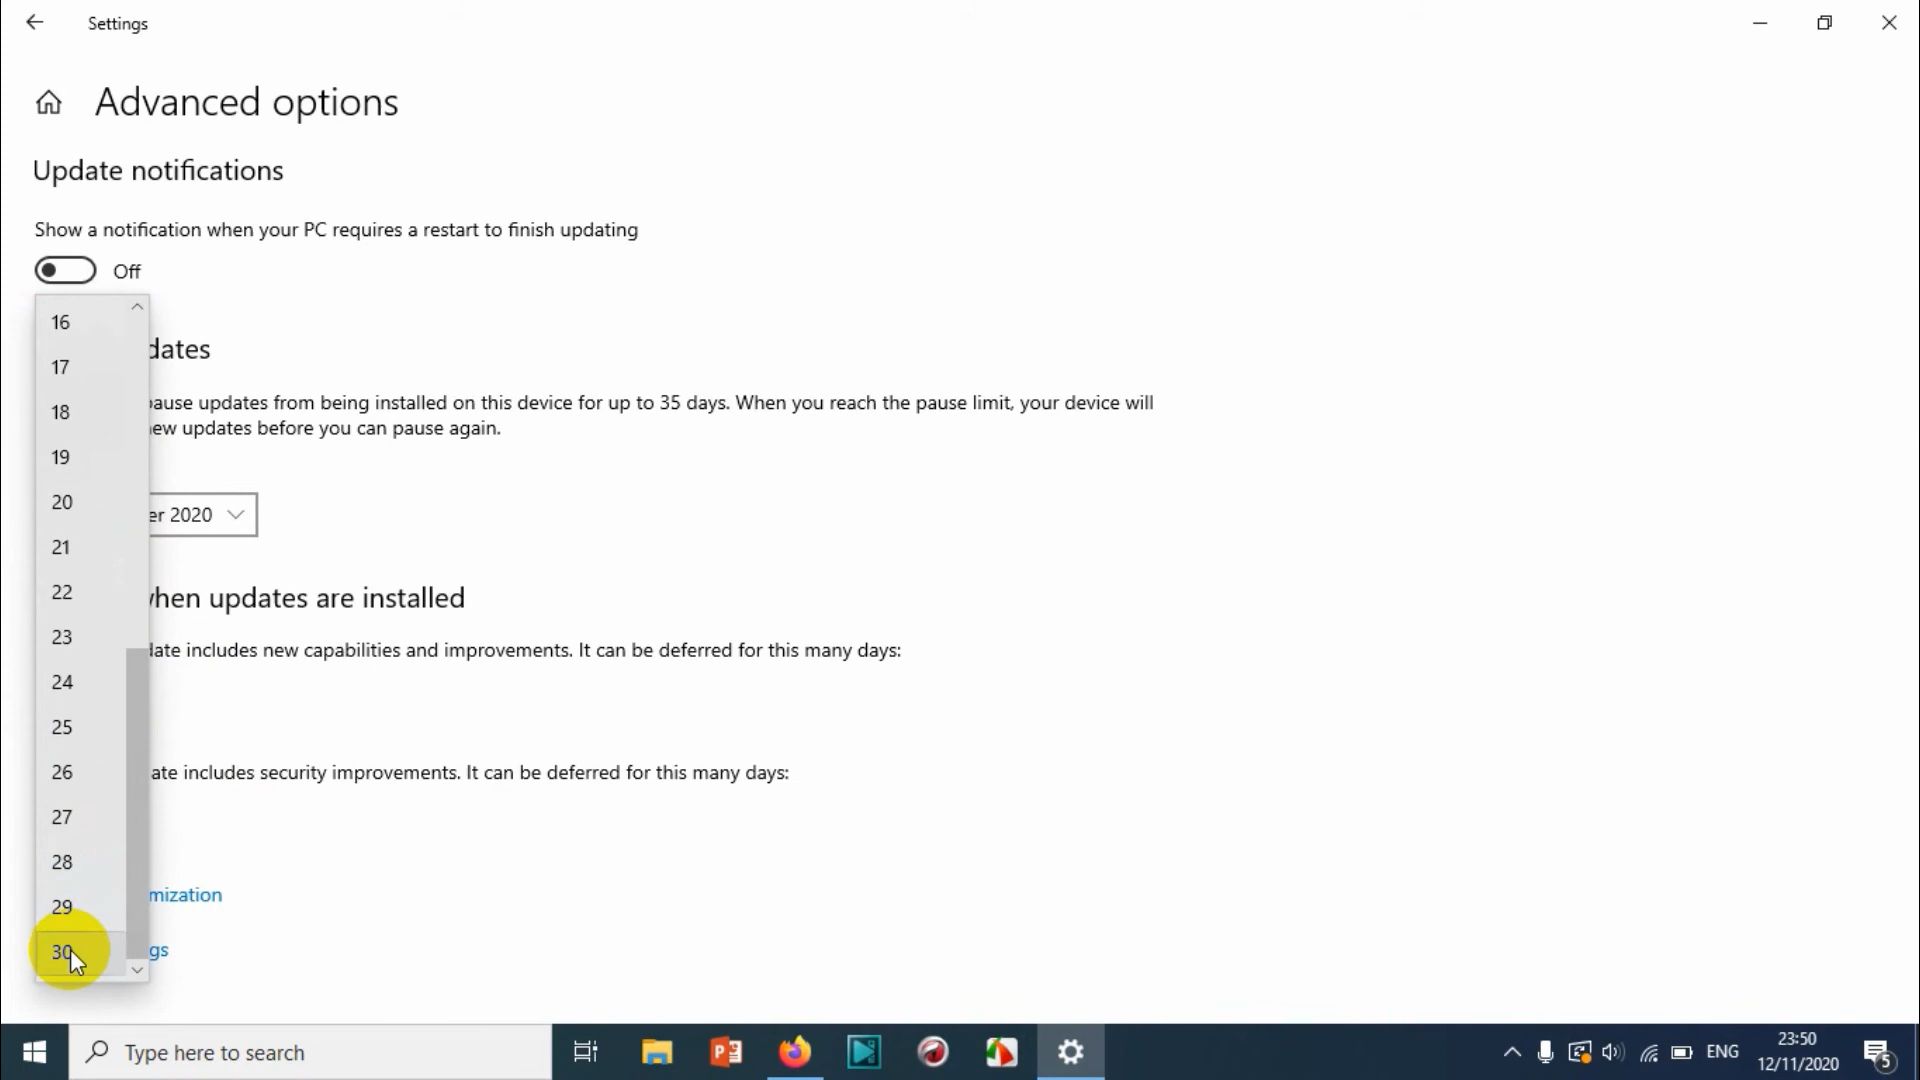 Settings
Advanced options
Update notifications
Show a notification when your PC requires a restart to finish updating
Off
16
17
18
19
20
21
22
23
24
25
26
27
28
29
30
dates
ause updates from being installed on this device for up to 35 days. When you reach the pause limit, your device will
ew updates before you can pause again.
er 2020
hen updates are installed
ate includes new capabilities and improvements. It can be deferred for this many days:
ate includes security improvements. It can be deferred for this many days:
mization
gs
Type here to search
ENG
23:50
12/11/2020
5